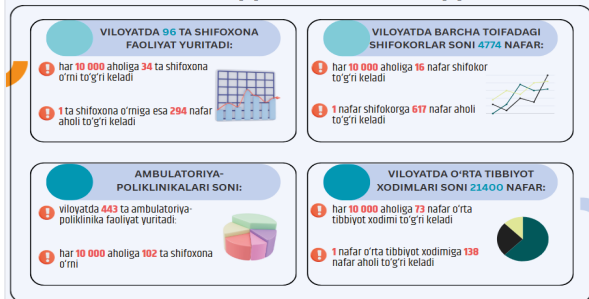 VILOYATDA 96 TA SHIFOXONA
FAOLIYAT YURITADI:
har 10 000 aholiga 34 ta shifoxona
o'rni to'g'ri keladi
1 ta shifoxona o'rniga esa 294 nafar
aholi to'g'ri keladi
VILOYATDA BARCHA TOIFADAGI
SHIFOKORLAR SONI 4774 NAFAR:
har 10 000 aholiga 16 nafar shifokor
to'g'ri keladi
1 nafar shifokorga 617 nafar aholi
to'g'ri keladi
AMBULATORIYA-
POLIKLINIKALARI SONI:
viloyatda 443 ta ambulatoriya-
poliklinika faoliyat yuritadi:
har 10 000 aholiga 102 ta shifoxona
o'rni
VILOYATDA O'RTA TIBBIYOT
XODIMLARI SONI 21400 NAFAR:
har 10 000 aholiga 73 nafar o'rta
tibbiyot xodimi to'g'ri keladi
1 nafar o'rta tibbiyot xodimiga 138
nafar aholi to'g'ri keladi